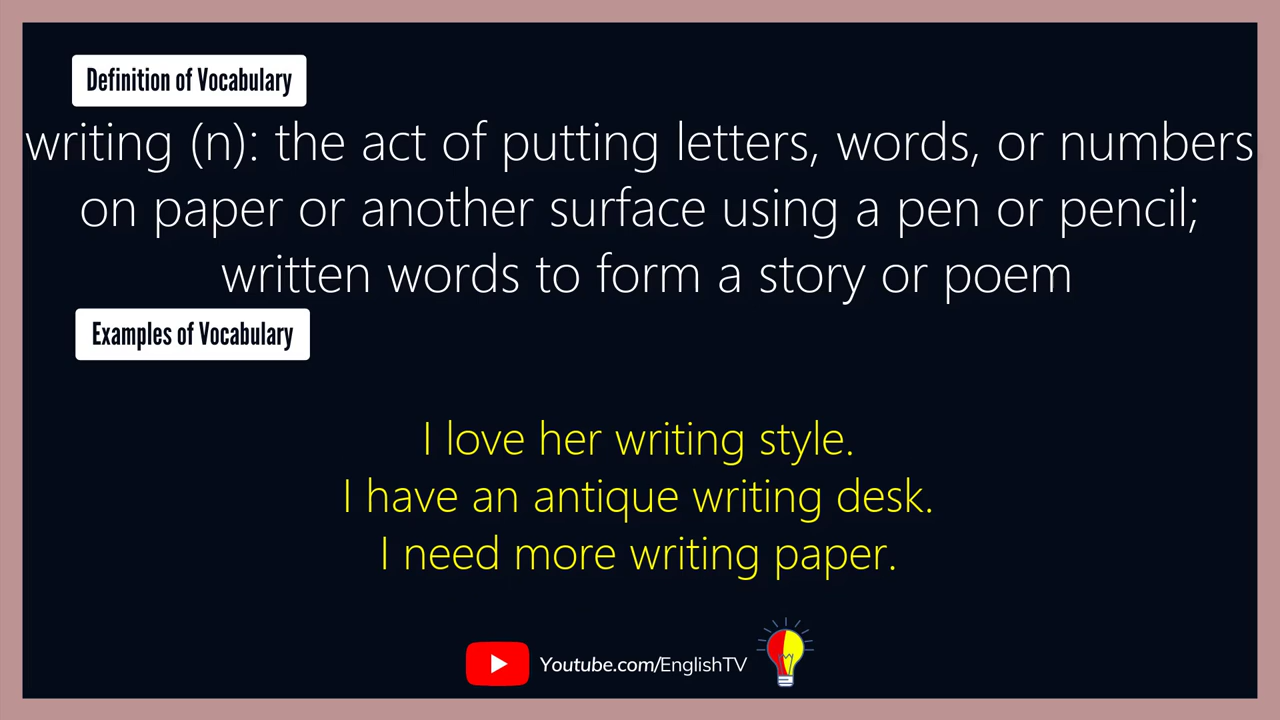 Definition of Vocabulary
writing (n): the act of putting letters, words, or numbers
on paper or another surface using a pen or pencil;
written words to form a story or poem
Examples of Vocabulary
I love her writing style.
I have an antique writing desk.
I need more writing paper.
Youtube.com/EnglishTV